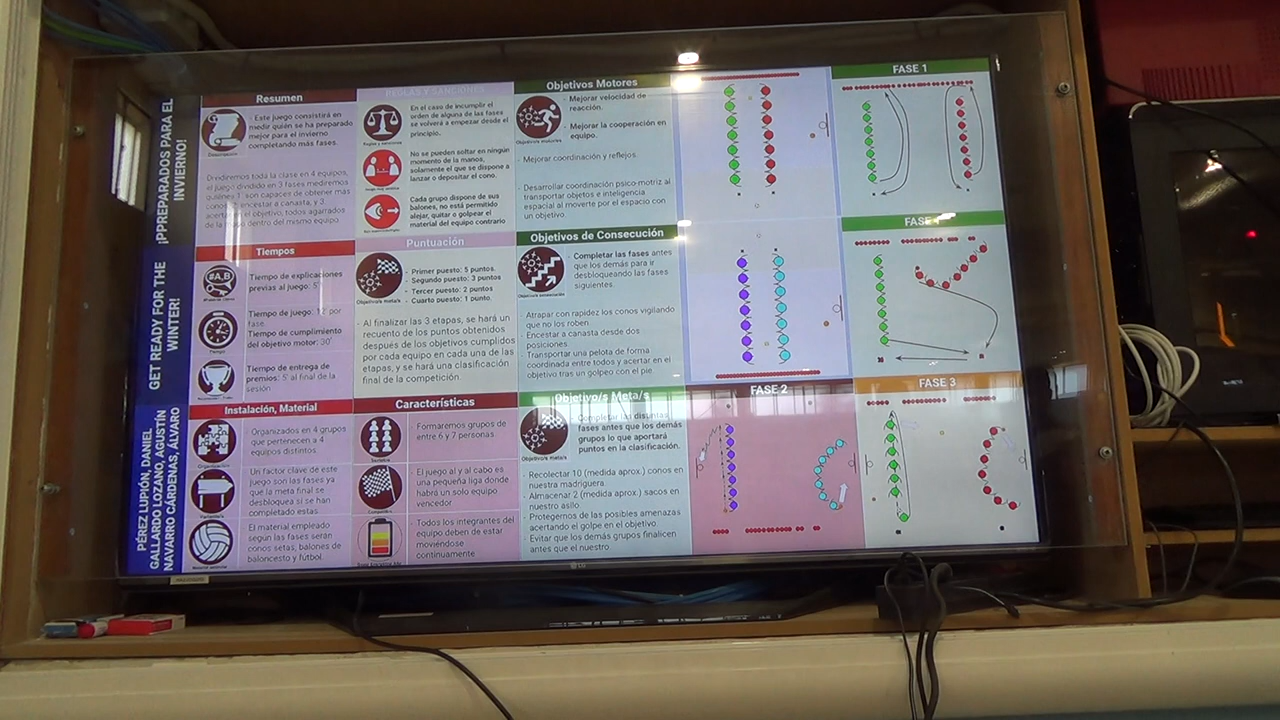 ¡PPREPARADOS PARA EL
INVIERNO!
GET READY FOR THE
WINTER!
PÉREZ LUPIÓN, DANIEL
GALLARDO LOZANO, AGUSTÍN
NAVARRO CÁRDENAS, ÁLVARO
Resumen
Este juego consistirá en
medir quién se ha preparado
mejor para el invierno
completando más fases.
Dividiremos toda la clase en 4 equipos,
el juego dividido en 3 fases mediremos
quiénes 1. son capaces de obtener más
conos, 2. encestar a canasta, y 3.
acertar el objetivo, todos agarrados
de la mano dentro del mismo equipo
Tiempos
Tiempo de explicaciones
previas al juego: 5'
Tiempo de juego: 12' por
fase.
Tiempo de cumplimiento
del objetivo motor: 30'
Tiempo
Tiempo de entrega de
premios: 5' al final de la
sesión
Instalación, Material
Organizados en 4 grupos
que pertenecen a 4
equipos distintos
Organización
Un factor clave de este
juego son las fases ya
que la meta final se
desbloquea si se han
completado estas.
El material empleado
según las fases serán
conos setas, balones de
baloncesto y fútbol.
REGLAS Y SANCIONES
En el caso de incumplir el
orden de alguna de las fases
se volverá a empezar desde el
principio.
Reglas y sanciones
No se pueden soltar en ningún
momento de la manos,
solamente el que se dispone a
lanzar o depositar el cono.
Cada grupo dispone de sus
balones, no está permitido
alejar, quitar o golpear el
material del equipo contrario
Puntuación
- Primer puesto: 5 puntos.
- Segundo puesto: 3 puntos
- Tercer puesto: 2 puntos
- Cuarto puesto: 1 punto.
Objetivo/s meta/s
- Al finalizar las 3 etapas, se hará un
recuento de los puntos obtenidos
después de los objetivos cumplidos
por cada equipo en cada una de las
etapas, y se hará una clasificación
final de la competición
Características
Formaremos grupos de
entre 6 y 7 personas.
- El juego al y al cabo es
una pequeña liga donde
habrá un solo equipo
vencedor
- Todos los integrantes del
equipo deben de estar
moviéndose
continuamente
Objetivos Motores
- Mejorar velocidad de
reacción.
- Mejorar la cooperación en
equipo.
Objetivos motores
- Mejorar coordinación y reflejos.
- Desarrollar coordinación psico-motriz al
transportar objetos e inteligencia
espacial al moverte por el espacio con
un objetivo.
Objetivos de Consecución
- Completar las fases antes
que los demás para ir
desbloqueando las fases
siguientes.
Objetivos consecución
Atrapar con rapidez los conos vigilando
que no los roben.
Encestar a canasta desde dos
posiciones.
Transportar una pelota de forma
coordinada entre todos y acertar en el
objetivo tras un golpeo con el pie.
Objetivo/s Meta/s
- Completar las distintas
fases antes que los demás
grupos lo que aportará
puntos en la clasificación.
Objetivo/s meta/s
- Recolectar 10 (medida aprox.) conos en
nuestra madriguera.
- Almacenar 2 (medida aprox.) sacos en
nuestro asilo
- Protegernos de las posibles amenazas
acertando el golpe en el objetivo
- Evitar que los demás grupos finalicen
antes que el nuestro
FASE 1
FASE 2
FASE 3
#A,B
LG